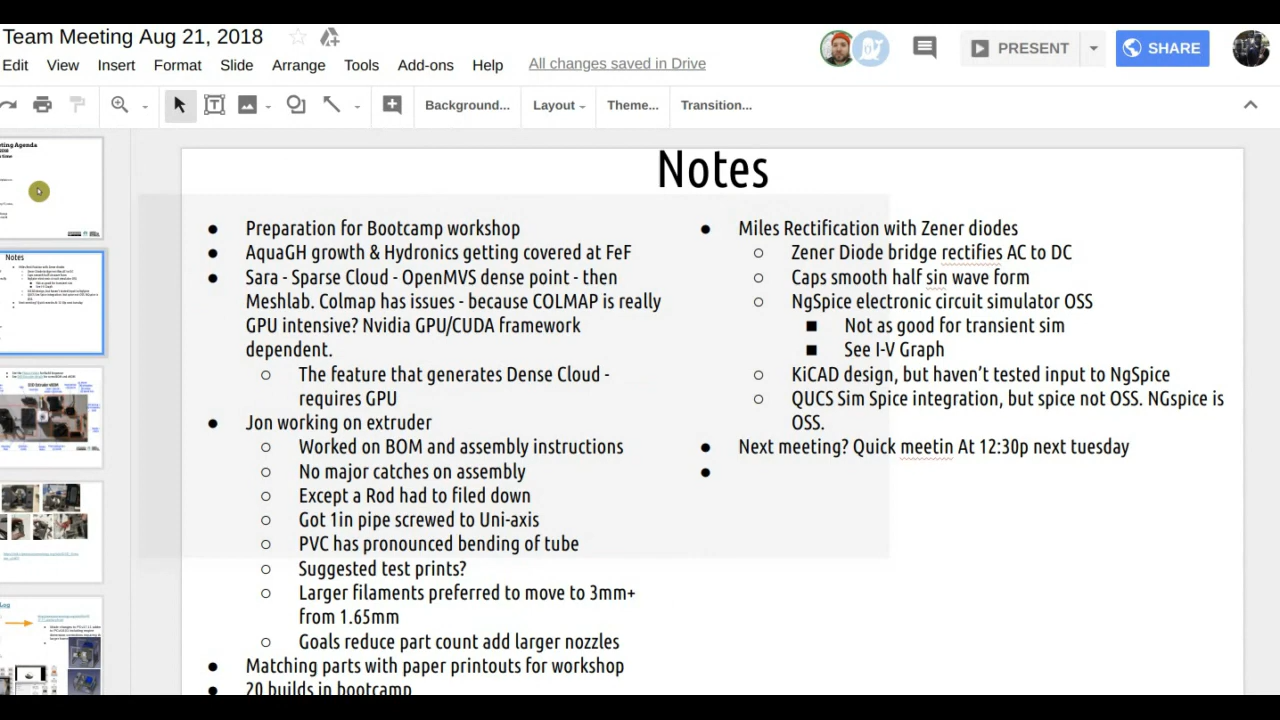 Team Meeting Aug 21, 2018
Edit View Insert Format Slide Arrange Tools Add-ons Help All changes saved in Drive
PRESENT SHARE
Background... Layout Theme... Transition...
Notes
Preparation for Bootcamp workshop
AquaGH growth & Hydronics getting covered at FeF
Sara - Spnse Cloud - OpenMVS dense point - then
Meshlab. Colmap has issues - because COLMAP is really
GPU intensive? Nvidia GPU/CUDA framework
dependent.
The feature that generates Dense Cloud -
requires GPU
Jon working on extruder
Worked on BOM and assembly instructions
No major catches on assembly
Except a Rod had to filed down
Got 1in pipe screwed to Uni-axis
PVC has pronounced bending of tube
Suggested test prints?
Larger filaments preferred to move to 3mm+
from 1.65mm
Goals reduce part count add larger nozzles
Matching parts with paper printouts for workshop
20 builds in bootcamp
Miles Rectification with Zener diodes
Zener Diode bridge rectifies AC to DC
Caps smooth half sin wave form
NgSpice electronic circuit simulator OSS
Not as good for transient sim
See I-V Graph
KiCAD design, but haven't tested input to NgSpice
QUCS Sim Spice integration, but spice not OSS. NGspice is
OSS.
Next meeting? Quick meetin At 12:30p next tuesday
Notes